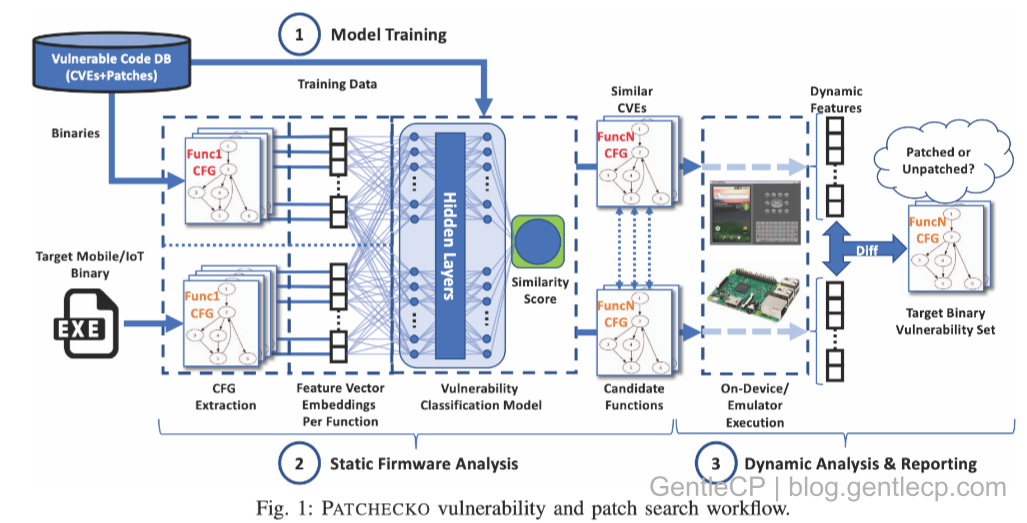 1 Model Training
Vulnerable Code DB
(CVEs+Patches)
Training Data
Binaries
Similar
CVEs
Dynamic
Features
Func1
CFG
FuncN
CFG
Patched or
Unpatched?
Hidden Layers
FuncN
CFG
Target Mobile/IoT
Binary
Diff
Similarity
Score
Func1
CFG
FuncN
CFG
EXE
Target Binary
Vulnerability Set
CFG
Extraction
Feature Vector
Embeddings
Per Function
Vulnerability
Classification Model
Candidate
Functions
On-Device/
Emulator
Execution
2 Static Firmware Analysis
3 Dynamic Analysis & Reporting
GentleCP | blog.gentlecp.com
Fig. 1: PATCHECKO vulnerability and patch search workflow.